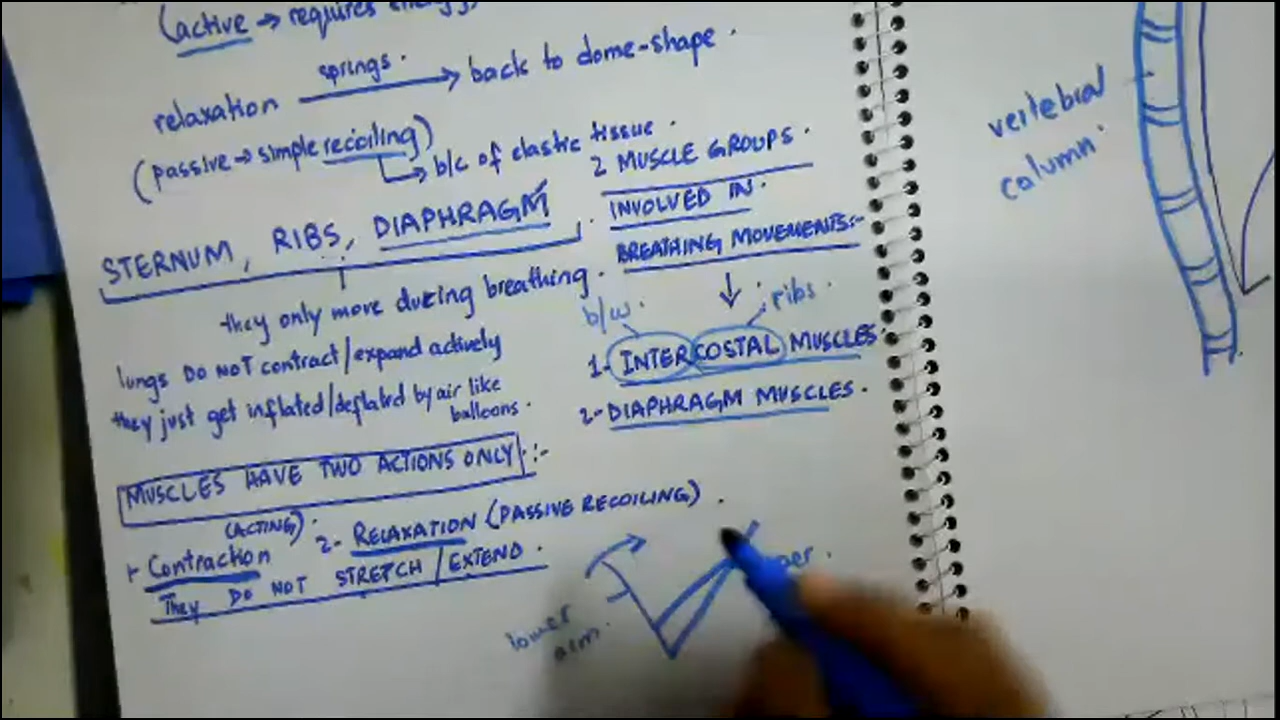 (active → requires energy
relaxation springs. → back to dome-shape.
(passive → simple recoiling)
→ b/c of elastic tissue.
STERNUM, RIBS, DIAPHRAGM.
they only move during breathing.
lungs DO NOT contract/expand actively
they just get inflated/deflated by air like
balloons.
2 MUSCLE GROUPS.
INVOLVED IN.
BREATHING MOVEMENTS:-
b/w. ribs.
1- INTERCOSTAL MUSCLES.
2- DIAPHRAGM MUSCLES.
MUSCLES HAVE TWO ACTIONS ONLY:-
(ACTING).
1- Contraction 2- RELAXATION (PASSIVE RECOILING).
They DO NOT STRETCH/EXTEND.
lower
arm.
vertebral
column.